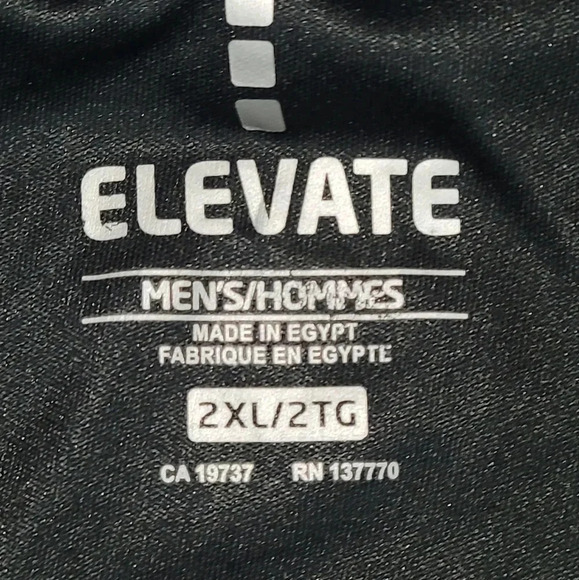 ELEVATE
MEN'S/HOMMES
MADE IN EGYPT
FABRIQUE EN EGYPTE
2XL/2TG
CA 19737 RN 137770